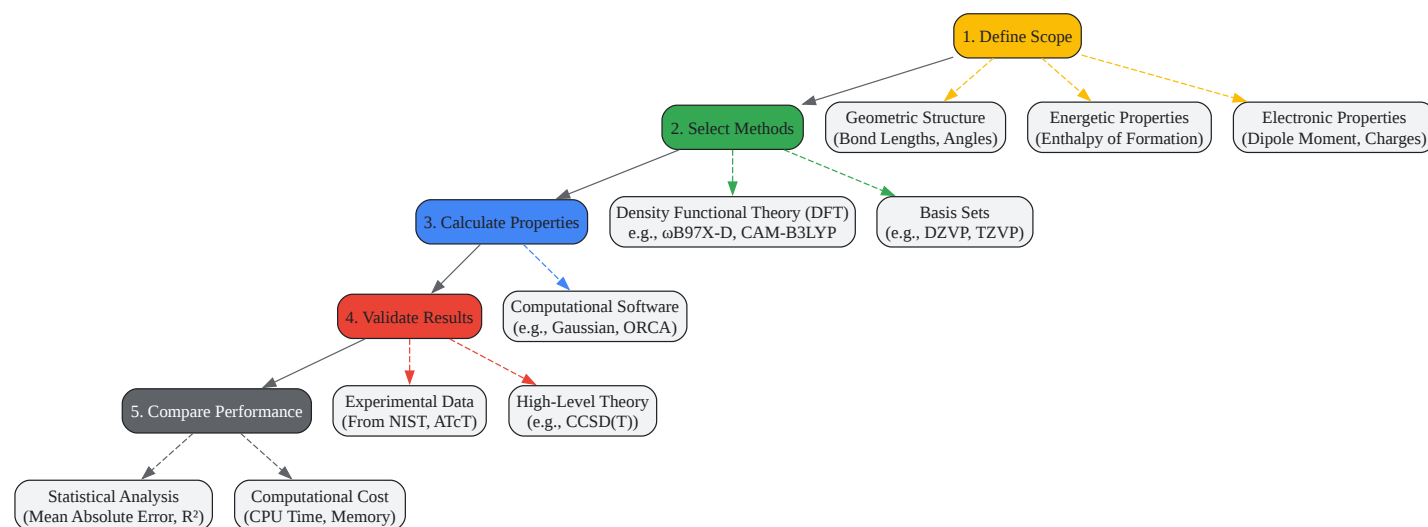 1. Define Scope
Geometric Structure
(Bond Lengths, Angles)
Energetic Properties
(Enthalpy of Formation)
Electronic Properties
(Dipole Moment, Charges)
2. Select Methods
Density Functional Theory (DFT)
e.g., ωB97X-D, CAM-B3LYP
Basis Sets
(e.g., DZVP, TZVP)
3. Calculate Properties
Computational Software
(e.g., Gaussian, ORCA)
4. Validate Results
Experimental Data
(From NIST, ATcT)
High-Level Theory
(e.g., CCSD(T))
5. Compare Performance
Statistical Analysis
(Mean Absolute Error, R²)
Computational Cost
(CPU Time, Memory)